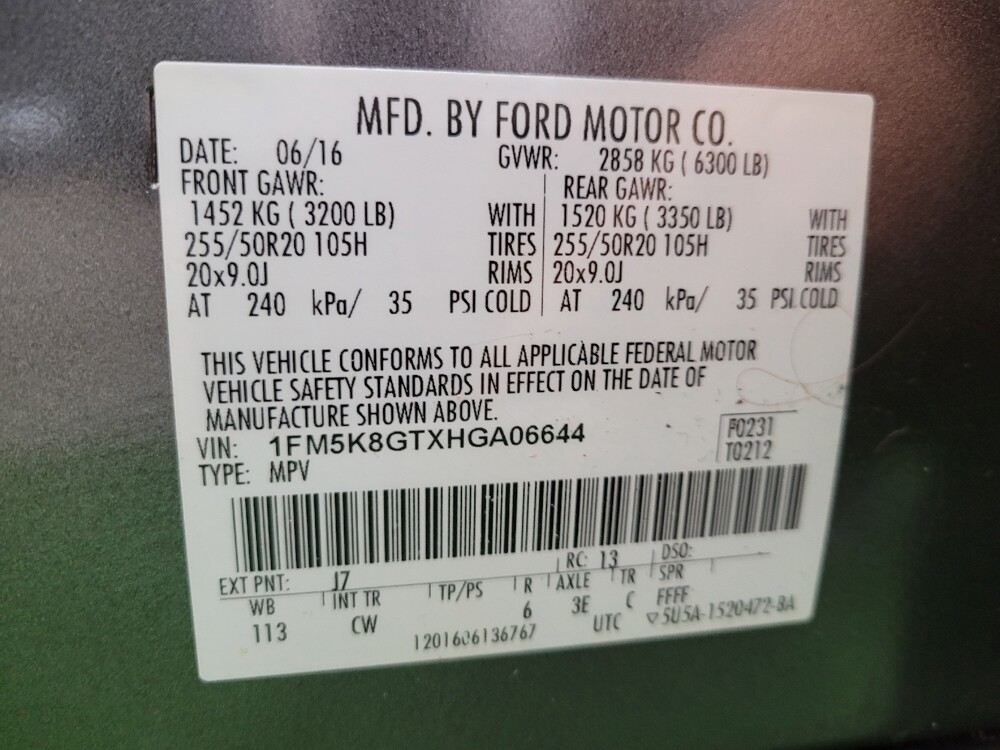 MFD. BY FORD MOTOR CO.
DATE: 06/16 GVWR: 2858 KG ( 6300 LB)
FRONT GAWR: REAR GAWR:
1452 KG ( 3200 LB) WITH 1520 KG ( 3350 LB) WITH
255/50R20 105H TIRES 255/50R20 105H TIRES
20x9.0J RIMS 20x9.0J RIMS
AT 240 kPa/ 35 PSI COLD AT 240 kPa/ 35 PSI COLD
THIS VEHICLE CONFORMS TO ALL APPLICABLE FEDERAL MOTOR
VEHICLE SAFETY STANDARDS IN EFFECT ON THE DATE OF
MANUFACTURE SHOWN ABOVE.
VIN: 1FM5K8GTXHGA06644 F0231
TYPE: MPV T0212
EXT PNT: J7 RC: 13 DSO:
WB INT TR TP/PS R AXLE TR SPR
113 CW 6 3E C FFFF
1201606136767 UTC ▽5U5A-1520472-BA